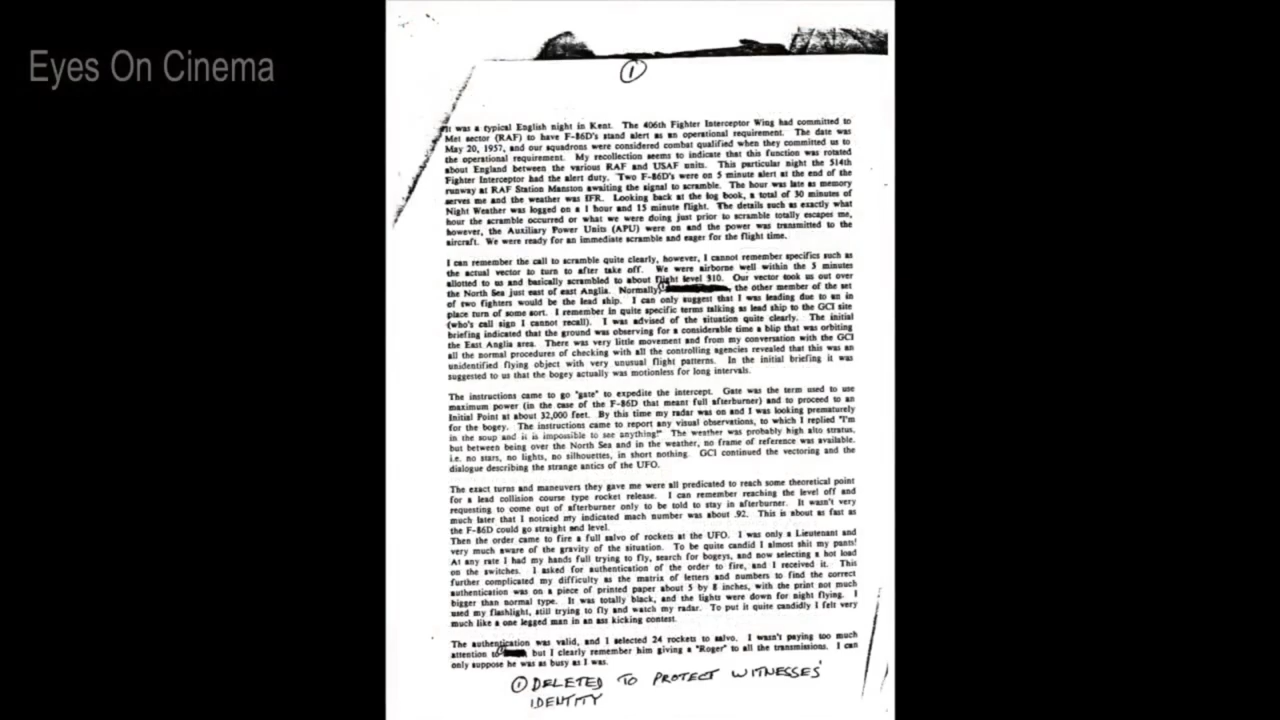 Eyes On Cinema
①
It was a typical English night in Kent. The 406th Fighter Interceptor Wing had committed to
Met sector (RAF) to have F-86D's stand alert as an operational requirement. The date was
May 20, 1957, and our squadrons were considered combat qualified when they committed us to
the operational requirement. My recollection seems to indicate that this function was rotated
about England between the various RAF and USAF units. This particular night the 514th
Fighter Interceptor had the alert duty. Two F-86D's were on 5 minute alert at the end of the
runway at RAF Station Manston awaiting the signal to scramble. The hour was late as memory
serves me and the weather was IFR. Looking back at the log book, a total of 30 minutes of
Night Weather was logged on a 1 hour and 15 minute flight. The details such as exactly what
hour the scramble occurred or what we were doing just prior to scramble totally escapes me,
however, the Auxiliary Power Units (APU) were on and the power was transmitted to the
aircraft. We were ready for an immediate scramble and eager for the flight time.
I can remember the call to scramble quite clearly, however, I cannot remember specifics such as
the actual vector to turn to after take off. We were airborne well within the 5 minutes
allotted to us and basically scrambled to about flight level 310. Our vector took us out over
the North Sea just east of east Anglia. Normally, the other member of the set
of two fighters would be the lead ship. I can only suggest that I was leading due to an in
place turn of some sort. I remember in quite specific terms talking as lead ship to the GCI site
(who's call sign I cannot recall). I was advised of the situation quite clearly. The initial
briefing indicated that the ground was observing for a considerable time a blip that was orbiting
the East Anglia area. There was very little movement and from my conversation with the GCI
all the normal procedures of checking with all the controlling agencies revealed that this was an
unidentified flying object with very unusual flight patterns. In the initial briefing it was
suggested to us that the bogey actually was motionless for long intervals.
The instructions came to go "gate" to expedite the intercept. Gate was the term used to use
maximum power (in the case of the F-86D that meant full afterburner) and to proceed to an
Initial Point at about 32,000 feet. By this time my radar was on and I was looking prematurely
for the bogey. The instructions came to report any visual observations, to which I replied "I'm
in the soup and it is impossible to see anything!" The weather was probably high alto stratus,
but between being over the North Sea and in the weather, no frame of reference was available.
i.e. no stars, no lights, no silhouettes, in short nothing. GCI continued the vectoring and the
dialogue describing the strange antics of the UFO.
The exact turns and maneuvers they gave me were all predicated to reach some theoretical point
for a lead collision course type rocket release. I can remember reaching the level off and
requesting to come out of afterburner only to be told to stay in afterburner. It wasn't very
much later that I noticed my indicated mach number was about .92. This is about as fast as
the F-86D could go straight and level.
Then the order came to fire a full salvo of rockets at the UFO. I was only a Lieutenant and
very much aware of the gravity of the situation. To be quite candid I almost shit my pants!
At any rate I had my hands full trying to fly, search for bogeys, and now selecting a hot load
on the switches. I asked for authentication of the order to fire, and I received it. This
further complicated my difficulty as the matrix of letters and numbers to find the correct
authentication was on a piece of printed paper about 5 by 8 inches, with the print not much
bigger than normal type. It was totally black, and the lights were down for night flying. I
used my flashlight, still trying to fly and watch my radar. To put it quite candidly I felt very
much like a one legged man in an ass kicking contest.
The authentication was valid, and I selected 24 rockets to salvo. I wasn't paying too much
attention to but I clearly remember him giving a "Roger" to all the transmissions. I can
only suppose he was as busy as I was.
① DELETED TO PROTECT WITNESSES'
IDENTITY